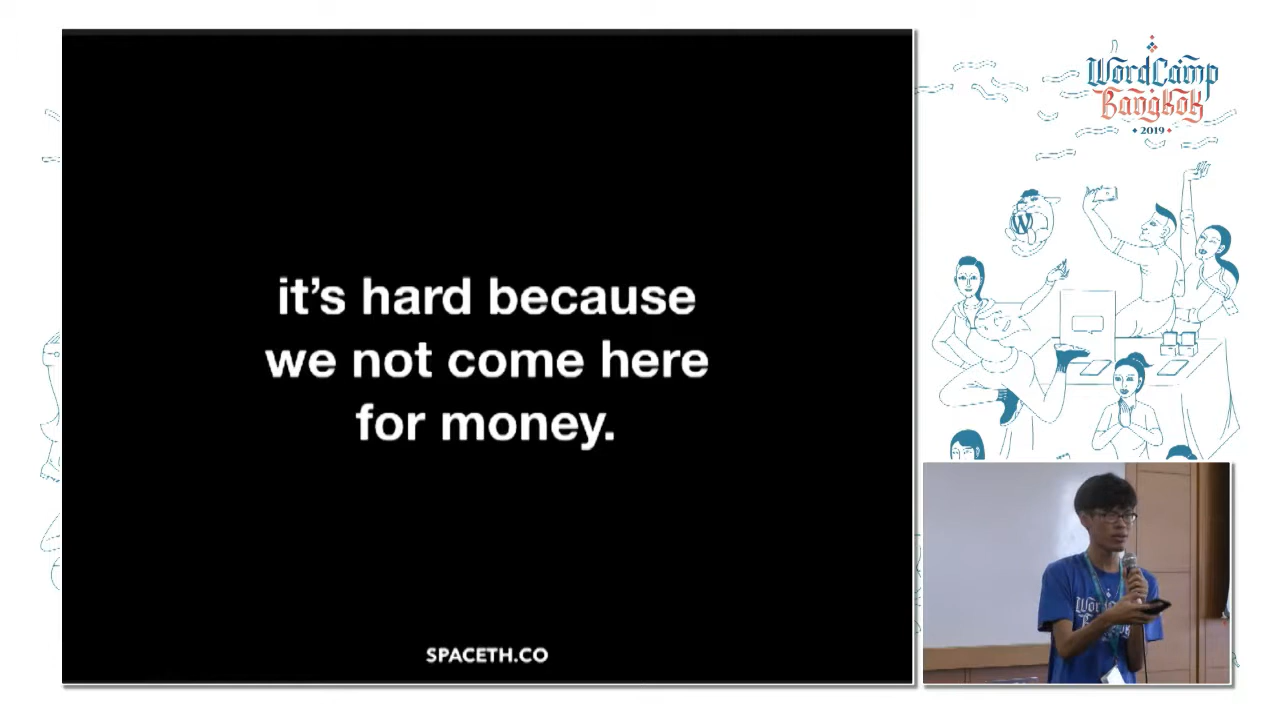 it’s hard because
we not come here
for money.
SPACETH.CO
WordCamp
Bangkok
2019
W